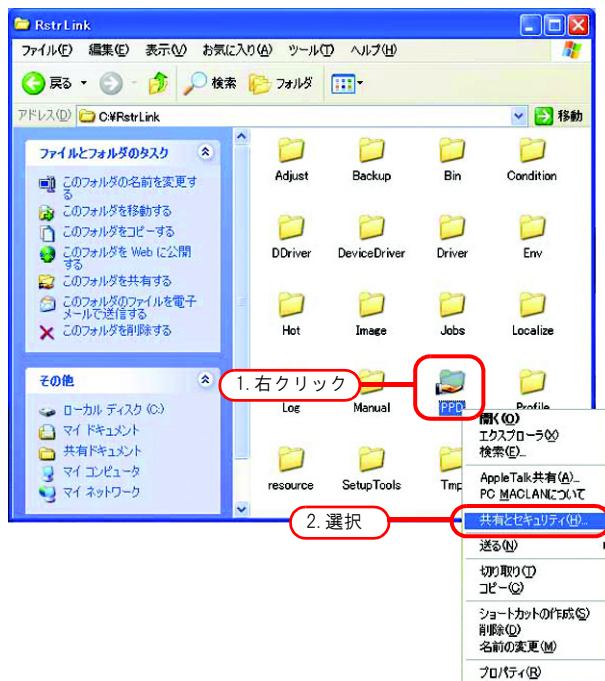 RstrLink
ファイル(F) 編集(E) 表示(V) お気に入り(A) ツール(T) ヘルプ(H)
戻る 検索 フォルダ
アドレス(D) C:¥RstrLink 移動
ファイルとフォルダのタスク
このフォルダの名前を変更す
る
このフォルダを移動する
このフォルダをコピーする
このフォルダを Web に公開
する
このフォルダを共有する
このフォルダのファイルを電子
メールで送信する
このフォルダを削除する
その他
ローカル ディスク (C:)
マイ ドキュメント
共有ドキュメント
マイ コンピュータ
マイ ネットワーク
Adjust Backup Bin Condition
DDriver DeviceDriver Driver Env
Hot Image Jobs Localize
1. 右クリック
Log Manual PPD Profile
resource SetupTools Tmp
2. 選択
開く(O)
エクスプローラ(X)
検索(E)...
AppleTalk共有(A)...
PC MACLANについて
共有とセキュリティ(H)...
送る(N)
切り取り(T)
コピー(C)
ショートカットの作成(S)
削除(D)
名前の変更(M)
プロパティ(R)